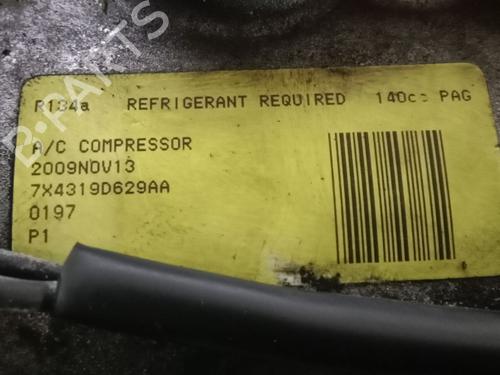 R134a REFRIGERANT REQUIRED 140cc PAG
A/C COMPRESSOR
2009NOV13
7X4319D629AA
0197
P1
B-PARTS